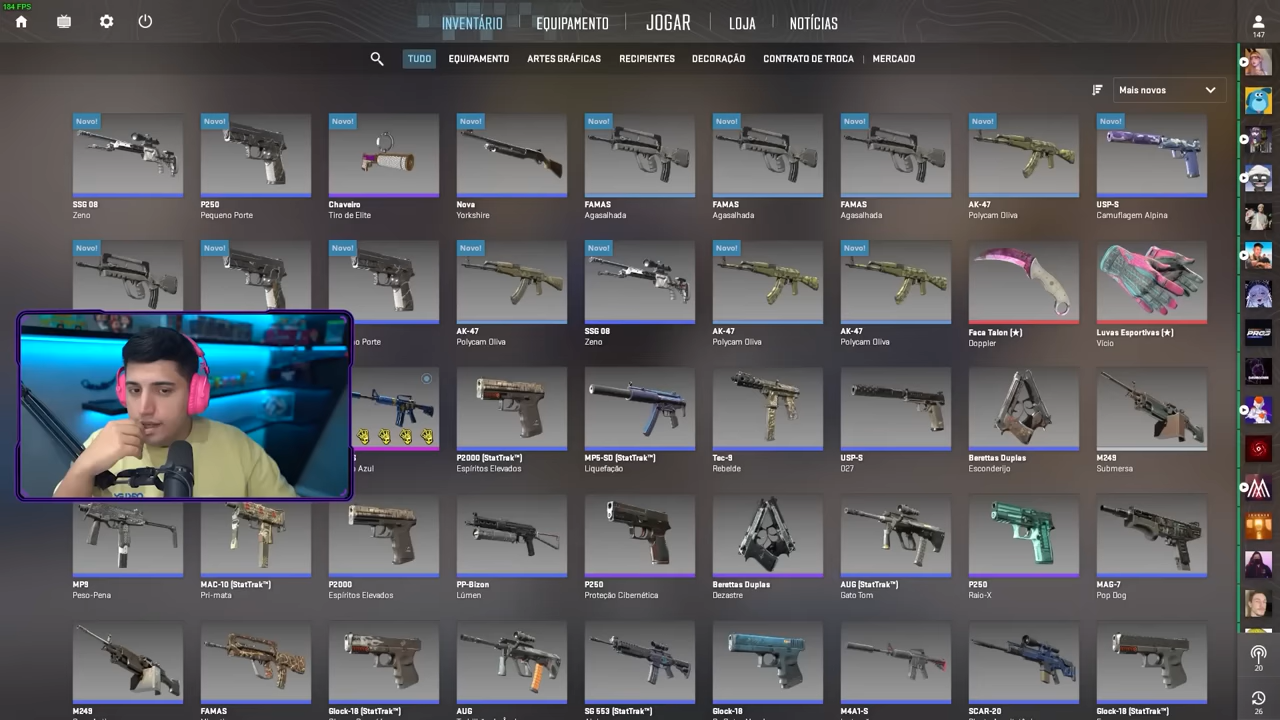 184 FPS
INVENTÁRIO
EQUIPAMENTO
JOGAR
LOJA
NOTÍCIAS
147
TUDO
EQUIPAMENTO
ARTES GRÁFICAS
RECIPIENTES
DECORAÇÃO
CONTRATO DE TROCA
MERCADO
Mais novos
Novo!
Novo!
Novo!
Novo!
Novo!
Novo!
Novo!
Novo!
Novo!
SSG 08
Zeno
P250
Pequeno Porte
Chaveiro
Tiro de Elite
Nova
Yorkshire
FAMAS
Agasalhada
FAMAS
Agasalhada
FAMAS
Agasalhada
AK-47
Polycam Oliva
USP-S
Camuflagem Alpina
Novo!
Novo!
Novo!
Novo!
Novo!
Novo!
Novo!
o Porte
AK-47
Polycam Oliva
SSG 08
Zeno
AK-47
Polycam Oliva
AK-47
Polycam Oliva
Faca Talon (★)
Doppler
Luvas Esportivas (★)
Vício
PROS
Azul
P2000 (StatTrak™)
Espíritos Elevados
MP5-SD (StatTrak™)
Liquefação
Tec-9
Rebelde
USP-S
027
Berettas Duplas
Esconderijo
M249
Submersa
MP9
Peso-Pena
MAC-10 (StatTrak™)
Pri-mata
P2000
Espíritos Elevados
PP-Bizon
Lúmen
P250
Proteção Cibernética
Berettas Duplas
Dezastre
AUG (StatTrak™)
Gato Tom
P250
Raio-X
MAG-7
Pop Dog
M249
FAMAS
Glock-18 (StatTrak™)
AUG
SG 553 (StatTrak™)
Glock-18
M4A1-S
SCAR-20
Glock-18 (StatTrak™)
20
26